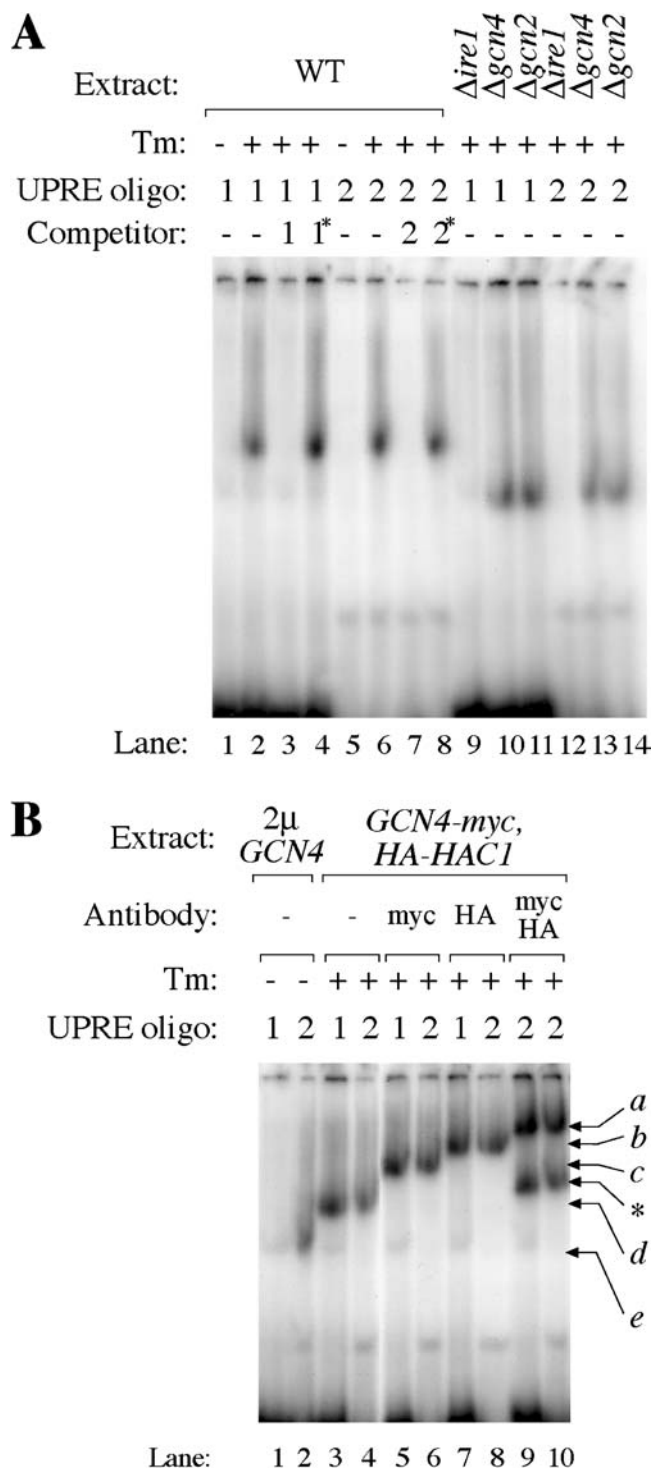 A
Extract: WT Δire1 Δgcn4 Δgcn2 Δire1 Δgcn4 Δgcn2
Tm: - + + + - + + + + + + + + +
UPRE oligo: 1 1 1 1 2 2 2 2 1 1 1 2 2 2
Competitor: - - 1 1* - - 2 2* - - - - - -
Lane: 1 2 3 4 5 6 7 8 9 10 11 12 13 14
B
Extract: 2μ GCN4 GCN4-myc,
HA-HAC1
Antibody: - - myc HA myc
HA
Tm: - - + + + + + + + +
UPRE oligo: 1 2 1 2 1 2 1 2 2 2
a
b
c
*
d
e
Lane: 1 2 3 4 5 6 7 8 9 10